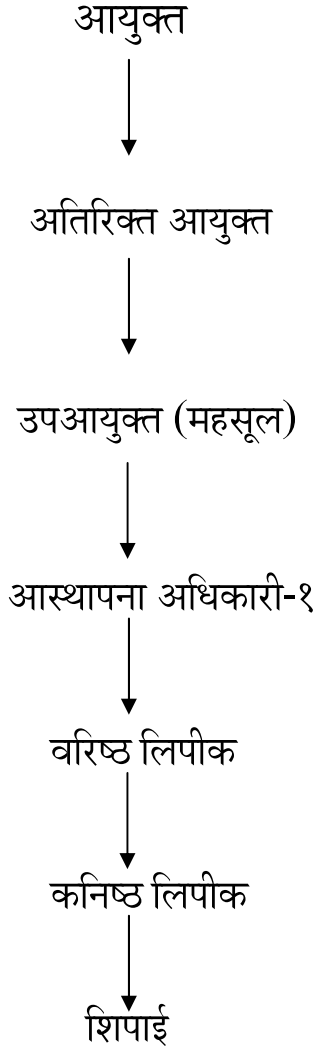 आयुक्त
अतिरिक्त आयुक्त
उपआयुक्त (महसूल)
आस्थापना अधिकारी-१
वरिष्ठ लिपीक
कनिष्ठ लिपीक
शिपाई